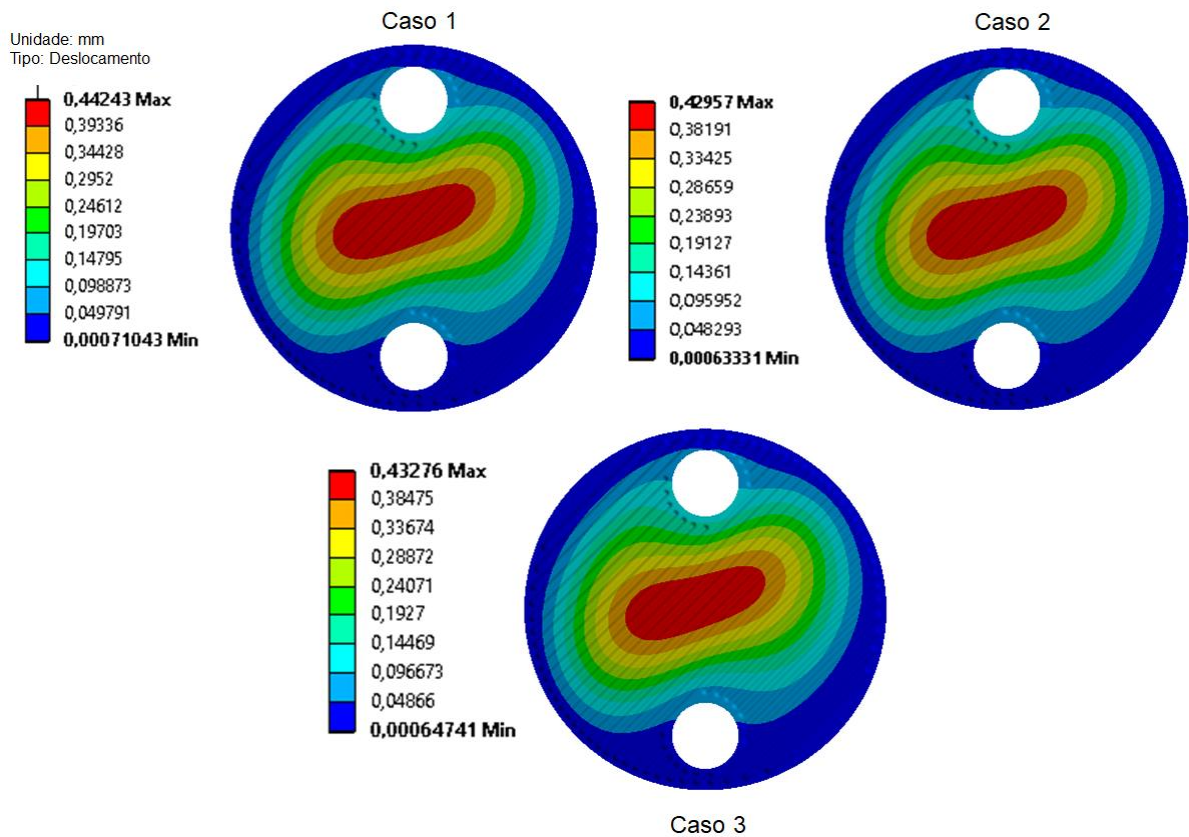 Caso 1
Caso 2
Unidade: mm
Tipo: Deslocamento
0,44243 Max
0,39336
0,34428
0,2952
0,24612
0,19703
0,14795
0,098873
0,049791
0,00071043 Min
0,42957 Max
0,38191
0,33425
0,28659
0,23893
0,19127
0,14361
0,095952
0,048293
0,00063331 Min
0,43276 Max
0,38475
0,33674
0,28872
0,24071
0,1927
0,14469
0,096673
0,04866
0,00064741 Min
Caso 3